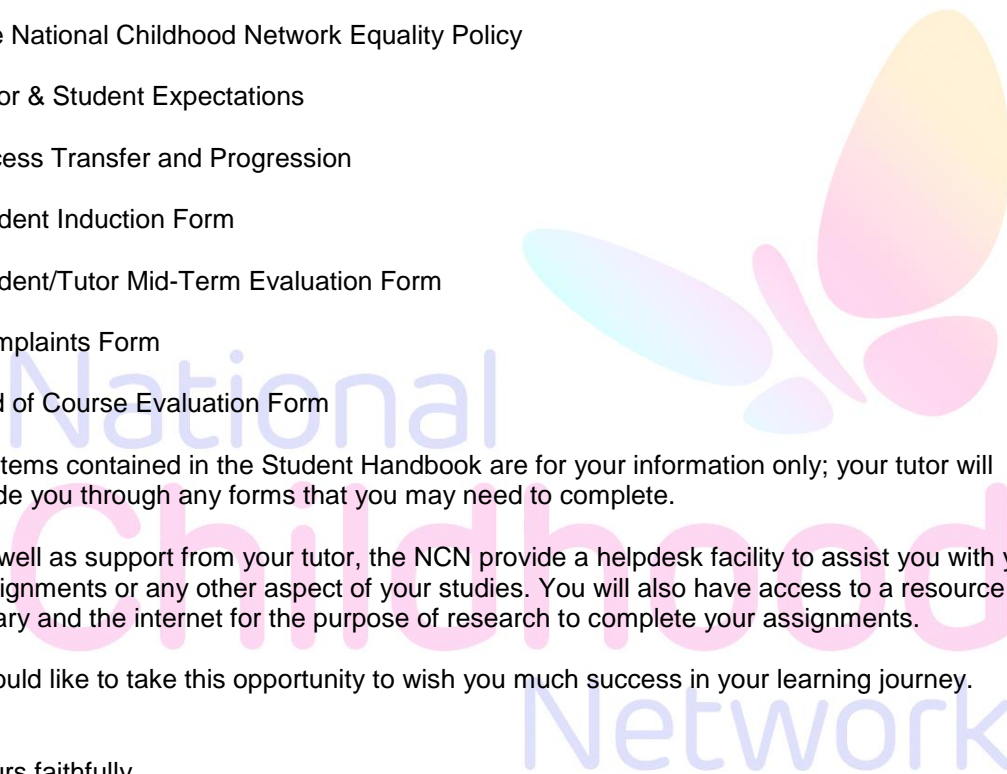 e National Childhood Network Equality Policy
or & Student Expectations
cess Transfer and Progression
dent Induction Form
dent/Tutor Mid-Term Evaluation Form
mplaints Form
d of Course Evaluation Form
National
tems contained in the Student Handbook are for your information only; your tutor will
de you through any forms that you may need to complete.
Childhood
well as support from your tutor, the NCN provide a helpdesk facility to assist you with y
ignments or any other aspect of your studies. You will also have access to a resource
ary and the internet for the purpose of research to complete your assignments.
ould like to take this opportunity to wish you much success in your learning journey.
Network
urs faithfully